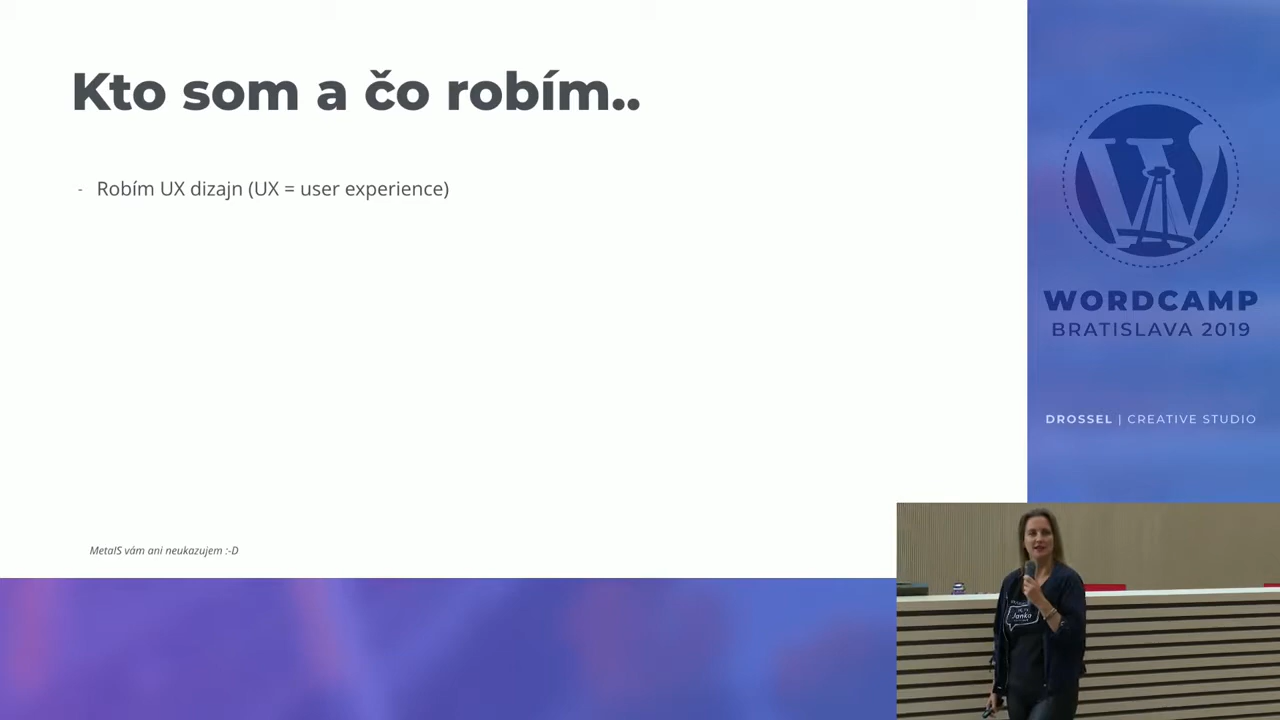 Kto som a čo robím..
- Robím UX dizajn (UX = user experience)
MetaIS vám ani neukazujem :-D
WORDCAMP
BRATISLAVA 2019
DROSSEL | CREATIVE STUDIO
Janka